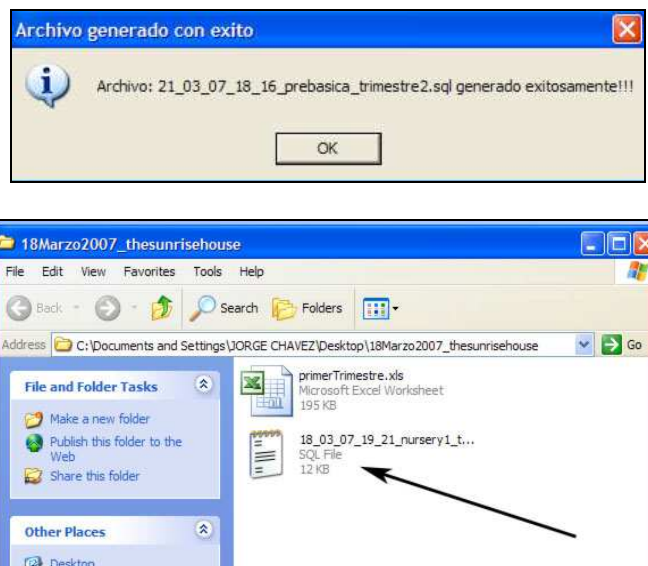 Archivo generado con exito
Archivo: 21_03_07_18_16_prebasica_trimestre2.sql generado exitosamente!!!
OK
18Marzo2007_thesunrisehouse
File Edit View Favorites Tools Help
Back Search Folders
Address C:\Documents and Settings\JORGE CHAVEZ\Desktop\18Marzo2007_thesunrisehouse Go
File and Folder Tasks
Make a new folder
Publish this folder to the
Web
Share this folder
Other Places
Desktop
primerTrimestre.xls
Microsoft Excel Worksheet
195 KB
18_03_07_19_21_nursery1_t...
SQL File
12 KB